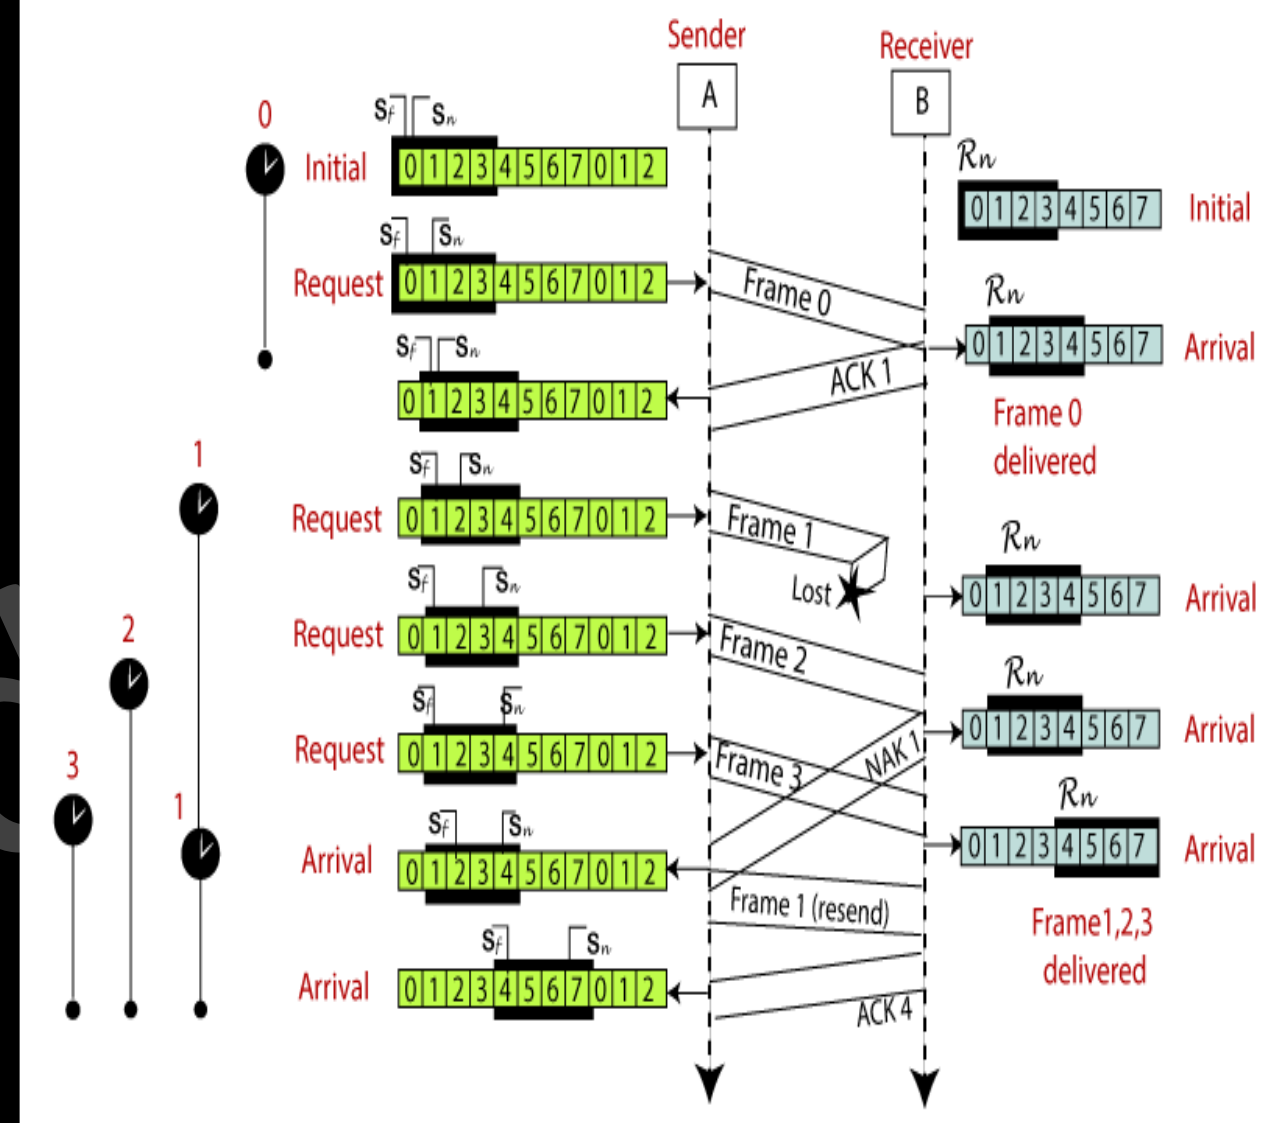 Sender
Receiver
A
B
0
Sf Sn
Initial 0 1 2 3 4 5 6 7 0 1 2
Rn
0 1 2 3 4 5 6 7 Initial
Sf Sn
Request 0 1 2 3 4 5 6 7 0 1 2
Frame 0
Rn
0 1 2 3 4 5 6 7 Arrival
Sf Sn
0 1 2 3 4 5 6 7 0 1 2
ACK 1
Frame 0
delivered
1
Sf Sn
Request 0 1 2 3 4 5 6 7 0 1 2
Frame 1
Lost
Rn
0 1 2 3 4 5 6 7 Arrival
Sf Sn
Request 0 1 2 3 4 5 6 7 0 1 2
Frame 2
2
Rn
0 1 2 3 4 5 6 7 Arrival
Sf Sn
Request 0 1 2 3 4 5 6 7 0 1 2
Frame 3
NAK 1
3
1
Rn
0 1 2 3 4 5 6 7 Arrival
Sf Sn
Arrival 0 1 2 3 4 5 6 7 0 1 2
Frame 1 (resend)
Frame1,2,3
delivered
Sf Sn
Arrival 0 1 2 3 4 5 6 7 0 1 2
ACK 4